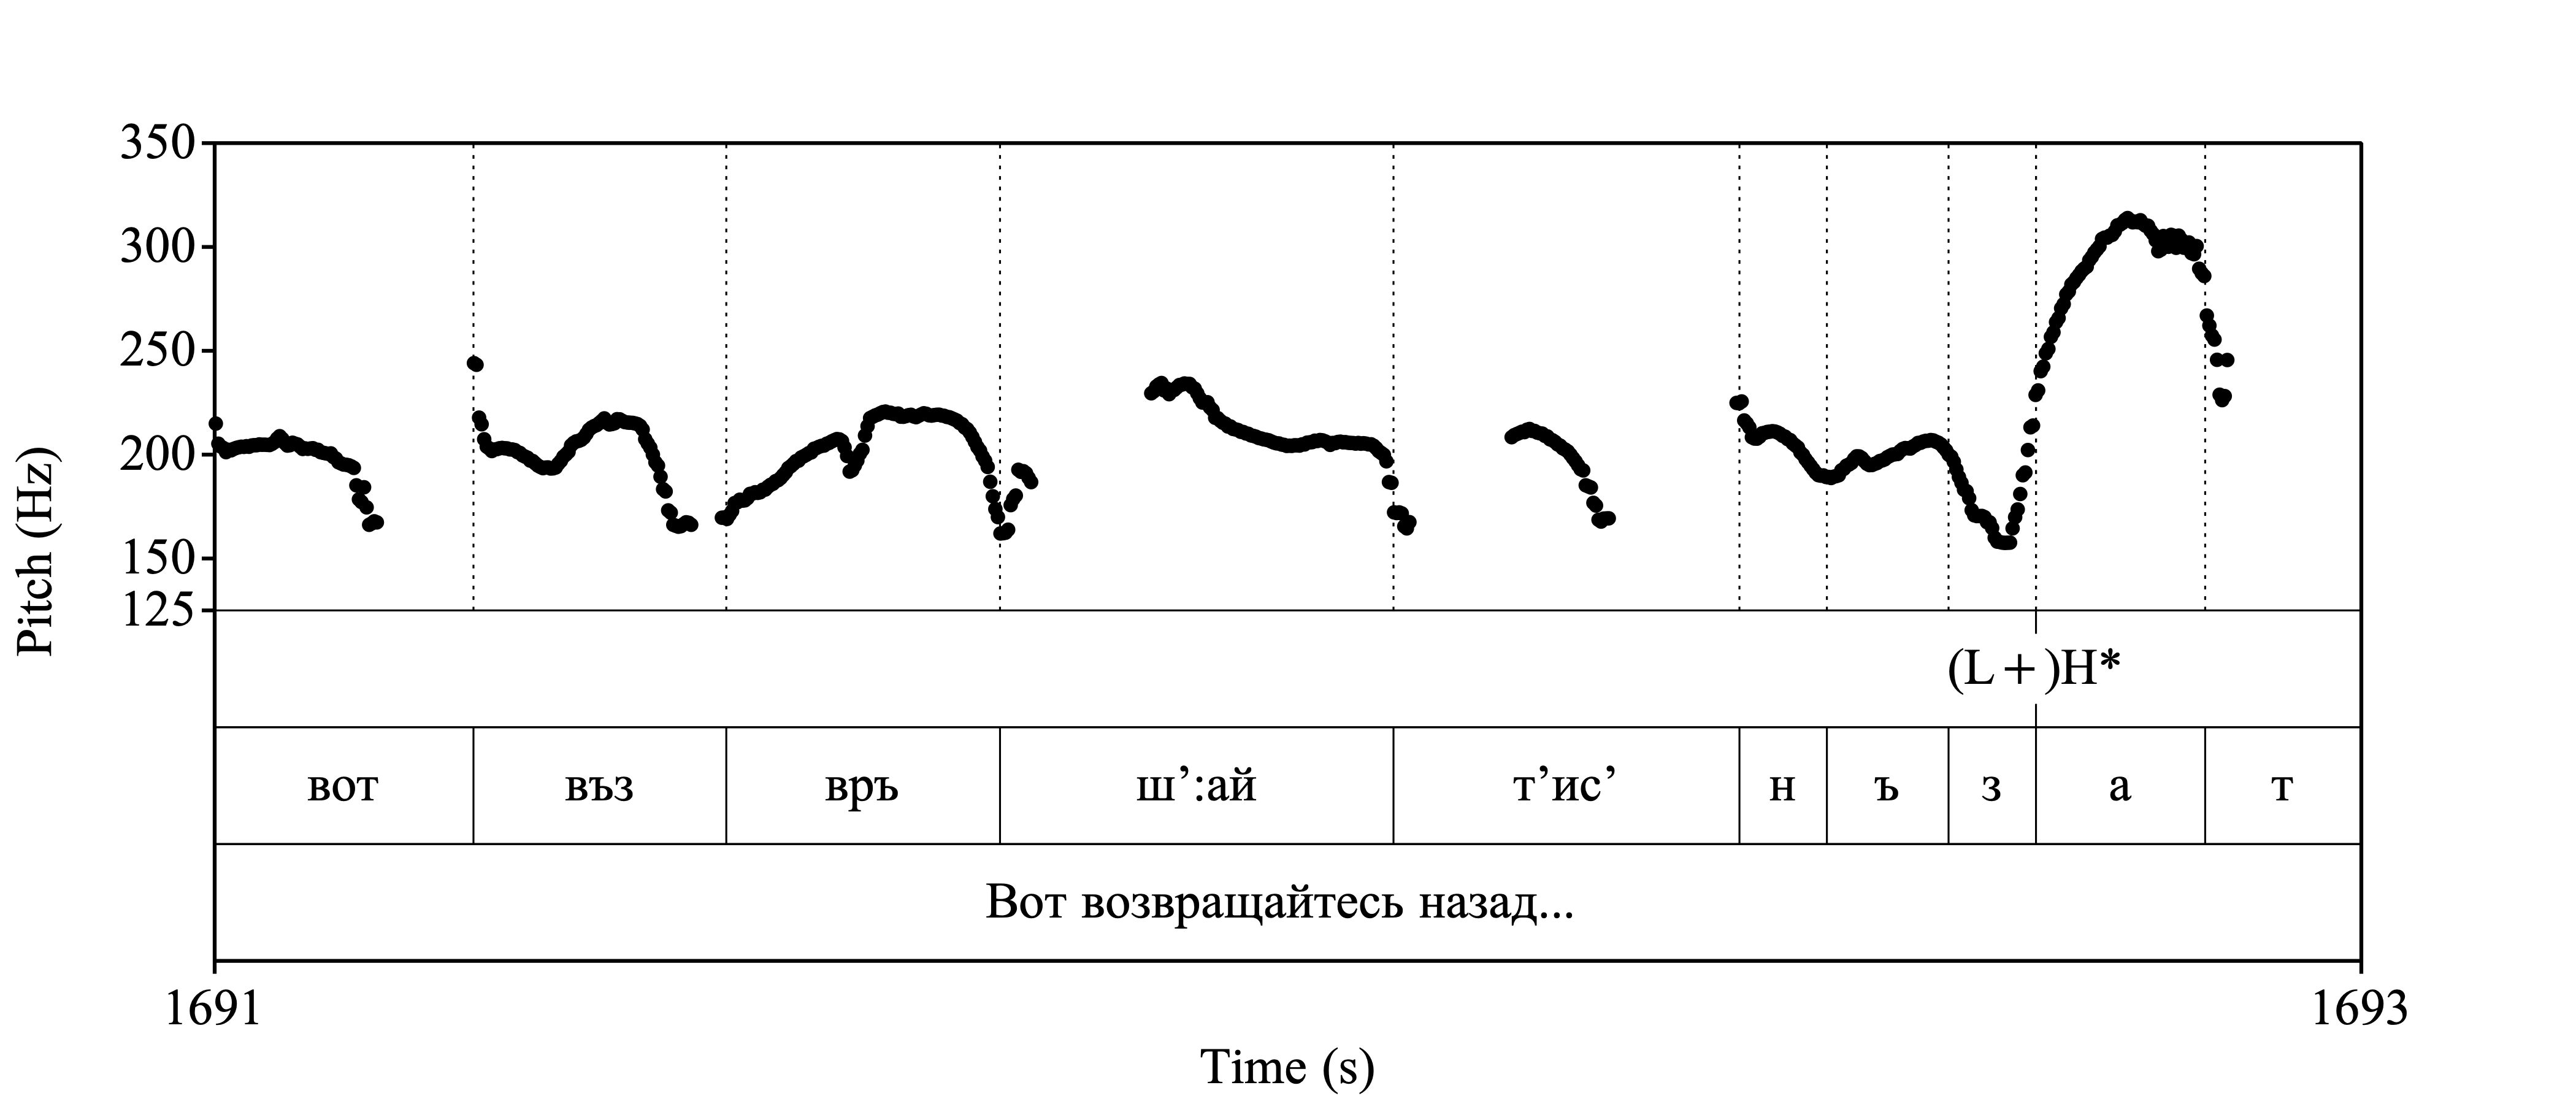 350
300
250
200
150
125
Pitch (Hz)
(L+)H*
вот въз връ ш’:ай т’ис’ н ъ з а т
Вот возвращайтесь назад...
1691 1693
Time (s)